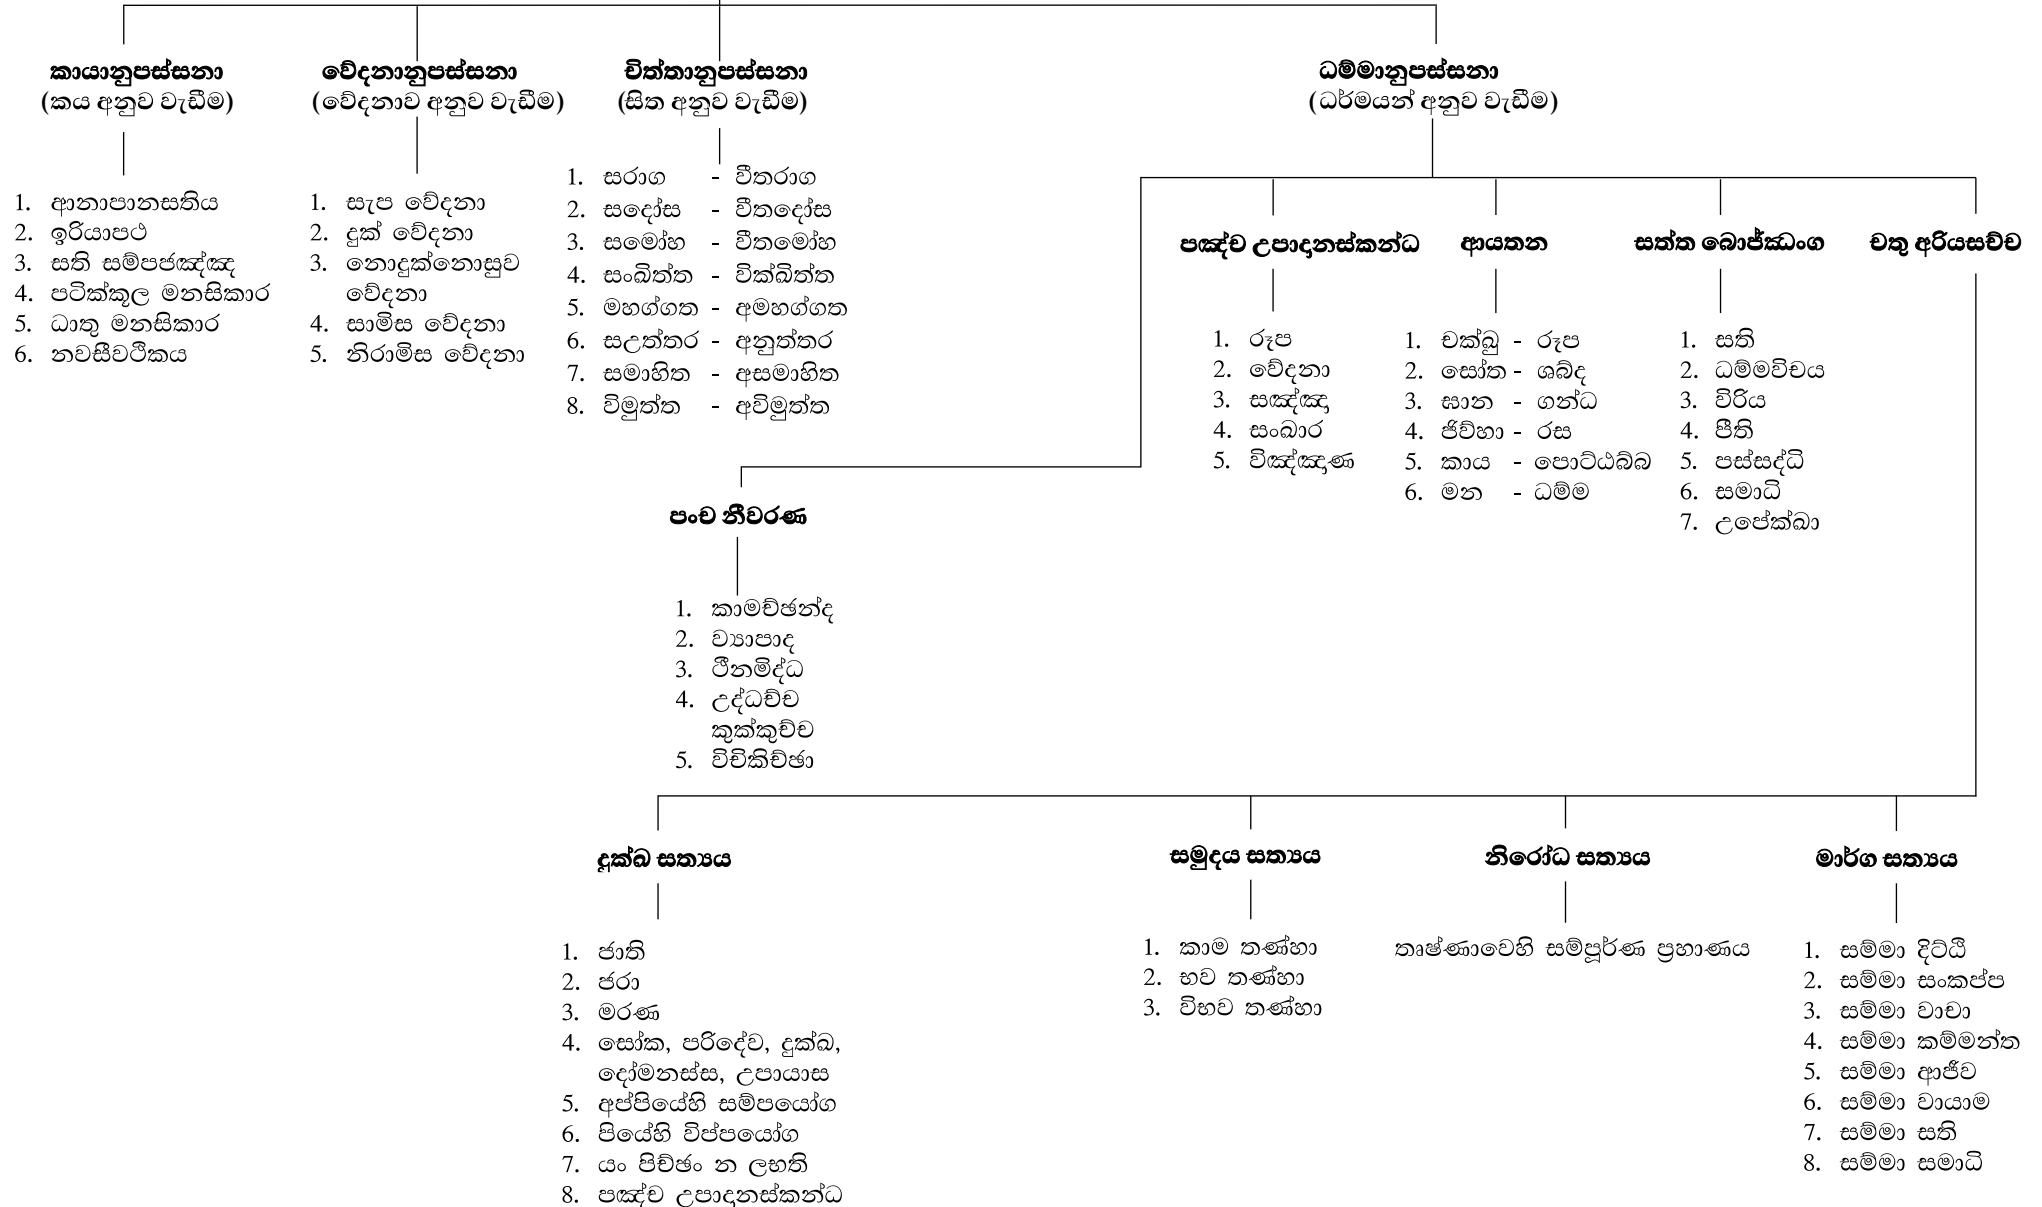 කායානුපස්සනා
(කය අනුව වැඩීම)
1. ආනාපානසතිය
2. ඉරියාපථ
3. සති සම්පජඤ්ඤ
4. පටික්කූල මනසිකාර
5. ධාතු මනසිකාර
6. නවසීවථිකය
වේදනානුපස්සනා
(වේදනාව අනුව වැඩීම)
1. සැප වේදනා
2. දුක් වේදනා
3. නොදුක්නොසුව
වේදනා
4. සාමිස වේදනා
5. නිරාමිස වේදනා
චිත්තානුපස්සනා
(සිත අනුව වැඩීම)
1. සරාග - වීතරාග
2. සදෝස - වීතදෝස
3. සමෝහ - වීතමෝහ
4. සංඛිත්ත - වික්ඛිත්ත
5. මහග්ගත - අමහග්ගත
6. සඋත්තර - අනුත්තර
7. සමාහිත - අසමාහිත
8. විමුත්ත - අවිමුත්ත
ධම්මානුපස්සනා
(ධර්මයන් අනුව වැඩීම)
පඤ්ච උපාදානස්කන්ධ
1. රූප
2. වේදනා
3. සඤ්ඤා
4. සංඛාර
5. විඤ්ඤාණ
ආයතන
1. චක්ඛු - රූප
2. සෝත - ශබ්ද
3. ඝාන - ගන්ධ
4. ජිව්හා - රස
5. කාය - පොට්ඨබ්බ
6. මන - ධම්ම
සත්ත බොජ්ඣංග
1. සති
2. ධම්මවිචය
3. විරිය
4. පීති
5. පස්සද්ධි
6. සමාධි
7. උපේක්ඛා
චතු අරියසච්ච
පංච නීවරණ
1. කාමච්ඡන්ද
2. ව්‍යාපාද
3. ථීනමිද්ධ
4. උද්ධච්ච
කුක්කුච්ච
5. විචිකිච්ඡා
දුක්ඛ සත්‍යය
1. ජාති
2. ජරා
3. මරණ
4. සෝක, පරිදේව, දුක්ඛ,
දෝමනස්ස, උපායාස
5. අප්පියේහි සම්පයෝග
6. පියේහි විප්පයෝග
7. යං පිච්ඡං න ලභති
8. පඤ්ච උපාදානස්කන්ධ
සමුදය සත්‍යය
1. කාම තණ්හා
2. භව තණ්හා
3. විභව තණ්හා
නිරෝධ සත්‍යය
තෘෂ්ණාවෙහි සම්පූර්ණ ප්‍රහාණය
මාර්ග සත්‍යය
1. සම්මා දිට්ඨි
2. සම්මා සංකප්ප
3. සම්මා වාචා
4. සම්මා කම්මන්ත
5. සම්මා ආජීව
6. සම්මා වායාම
7. සම්මා සති
8. සම්මා සමාධි